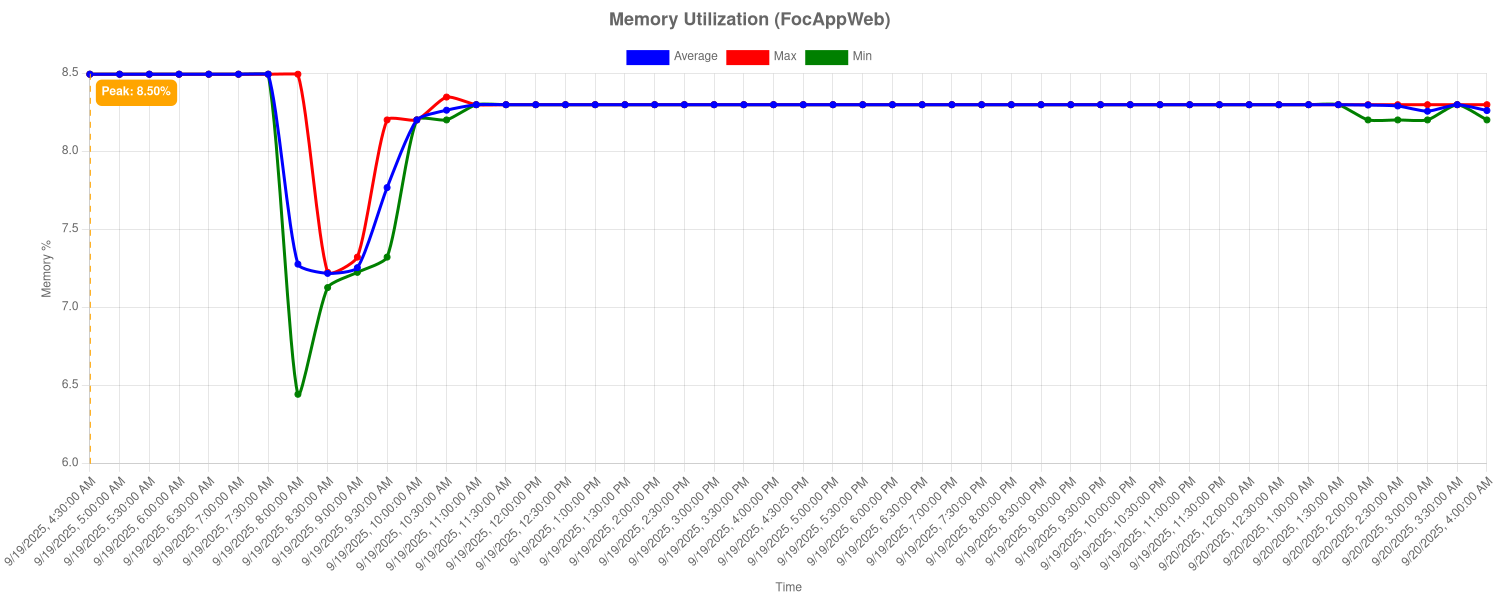 Memory Utilization (FocAppWeb)
Average Max Min
8.5
Peak: 8.50%
8.0
7.5
7.0
6.5
6.0
Memory %
9/19/2025, 4:30:00 AM
9/19/2025, 5:00:00 AM
9/19/2025, 5:30:00 AM
9/19/2025, 6:00:00 AM
9/19/2025, 6:30:00 AM
9/19/2025, 7:00:00 AM
9/19/2025, 7:30:00 AM
9/19/2025, 8:00:00 AM
9/19/2025, 8:30:00 AM
9/19/2025, 9:00:00 AM
9/19/2025, 9:30:00 AM
9/19/2025, 10:00:00 AM
9/19/2025, 10:30:00 AM
9/19/2025, 11:00:00 AM
9/19/2025, 11:30:00 AM
9/19/2025, 12:00:00 PM
9/19/2025, 12:30:00 PM
9/19/2025, 1:00:00 PM
9/19/2025, 1:30:00 PM
9/19/2025, 2:00:00 PM
9/19/2025, 2:30:00 PM
9/19/2025, 3:00:00 PM
9/19/2025, 3:30:00 PM
9/19/2025, 4:00:00 PM
9/19/2025, 4:30:00 PM
9/19/2025, 5:00:00 PM
9/19/2025, 5:30:00 PM
9/19/2025, 6:00:00 PM
9/19/2025, 6:30:00 PM
9/19/2025, 7:00:00 PM
9/19/2025, 7:30:00 PM
9/19/2025, 8:00:00 PM
9/19/2025, 8:30:00 PM
9/19/2025, 9:00:00 PM
9/19/2025, 9:30:00 PM
9/19/2025, 10:00:00 PM
9/19/2025, 10:30:00 PM
9/19/2025, 11:00:00 PM
9/19/2025, 11:30:00 PM
9/20/2025, 12:00:00 AM
9/20/2025, 12:30:00 AM
9/20/2025, 1:00:00 AM
9/20/2025, 1:30:00 AM
9/20/2025, 2:00:00 AM
9/20/2025, 2:30:00 AM
9/20/2025, 3:00:00 AM
9/20/2025, 3:30:00 AM
9/20/2025, 4:00:00 AM
Time